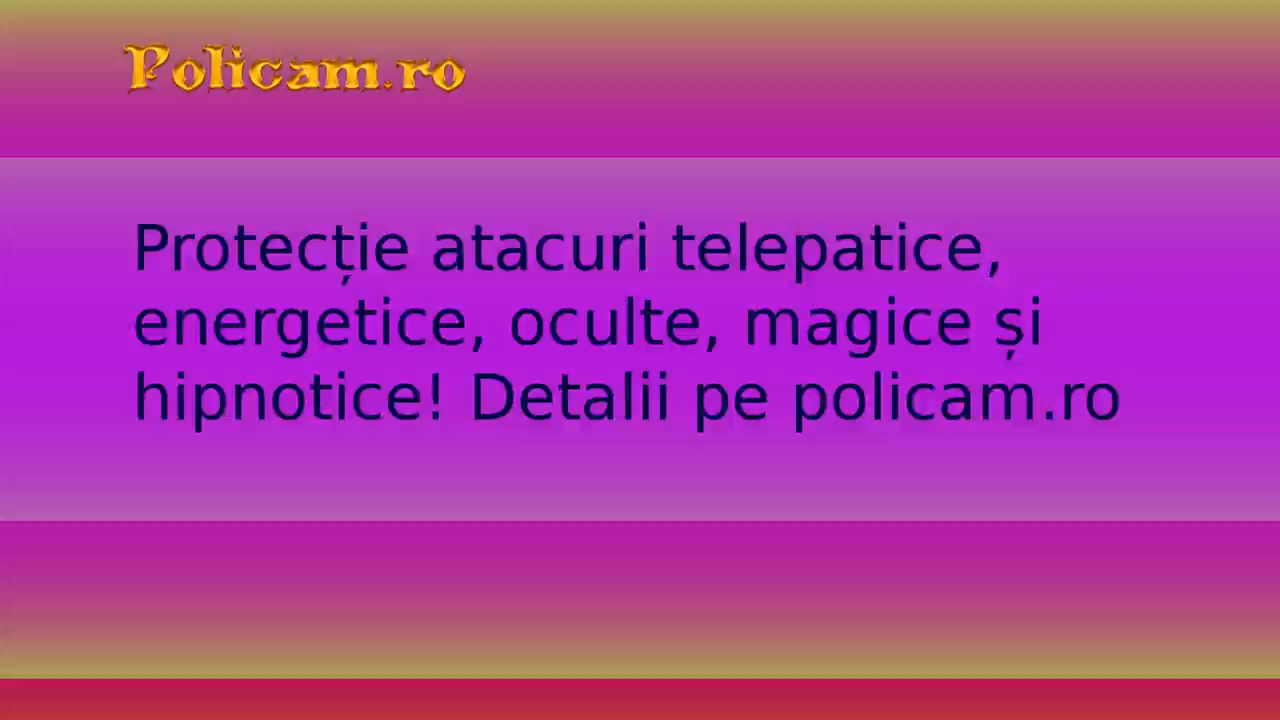 Policam.ro
Protecție atacuri telepatice,
energetice, oculte, magice și
hipnotice! Detalii pe policam.ro